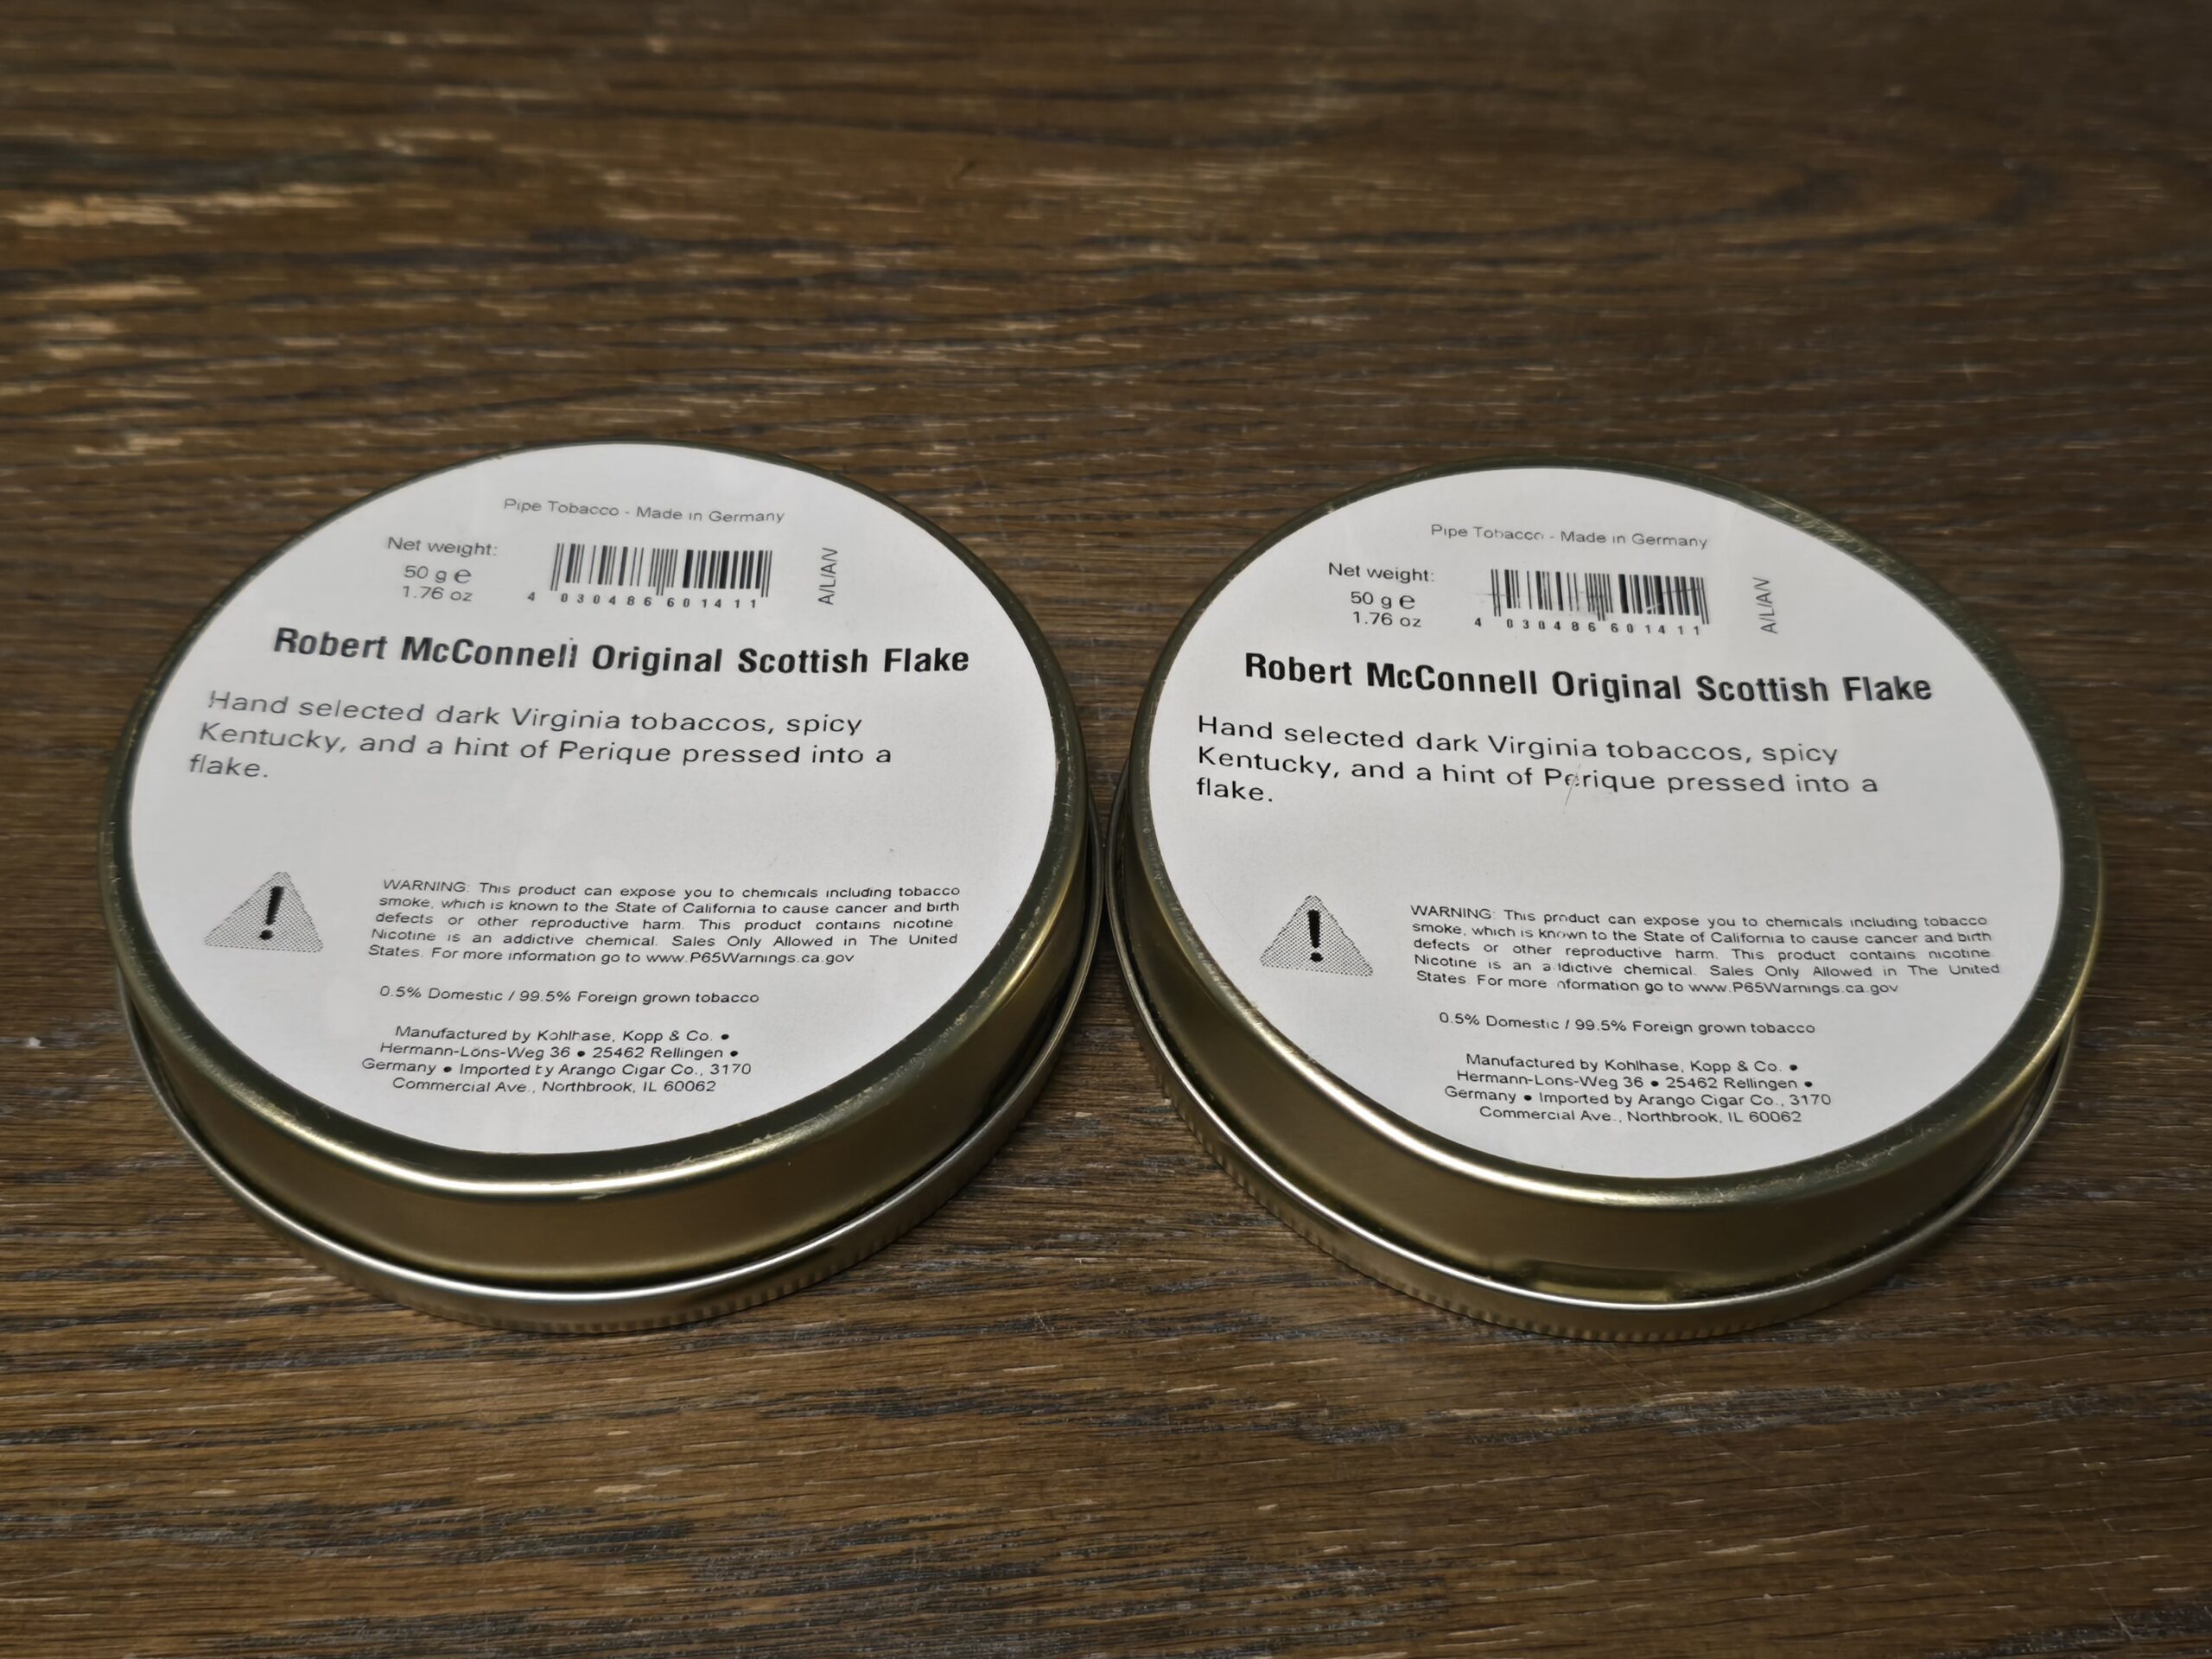 Pipe Tobacco - Made in Germany
Net weight:
50 g e
1.76 oz
4 030486 601411
A/L/A/V
Robert McConnell Original Scottish Flake
Hand selected dark Virginia tobaccos, spicy
Kentucky, and a hint of Perique pressed into a
flake.
!
WARNING: This product can expose you to chemicals including tobacco
smoke, which is known to the State of California to cause cancer and birth
defects or other reproductive harm. This product contains nicotine.
Nicotine is an addictive chemical. Sales Only Allowed in The United
States. For more information go to www.P65Warnings.ca.gov
0.5% Domestic / 99.5% Foreign grown tobacco
Manufactured by Kohlhase, Kopp & Co. •
Hermann-Löns-Weg 36 • 25462 Rellingen •
Germany • Imported by Arango Cigar Co., 3170
Commercial Ave., Northbrook, IL 60062
Pipe Tobacco - Made in Germany
Net weight:
50 g e
1.76 oz
4 030486 601411
A/L/A/V
Robert McConnell Original Scottish Flake
Hand selected dark Virginia tobaccos, spicy
Kentucky, and a hint of Perique pressed into a
flake.
!
WARNING: This product can expose you to chemicals including tobacco
smoke, which is known to the State of California to cause cancer and birth
defects or other reproductive harm. This product contains nicotine.
Nicotine is an addictive chemical. Sales Only Allowed in The United
States. For more information go to www.P65Warnings.ca.gov
0.5% Domestic / 99.5% Foreign grown tobacco
Manufactured by Kohlhase, Kopp & Co. •
Hermann-Löns-Weg 36 • 25462 Rellingen •
Germany • Imported by Arango Cigar Co., 3170
Commercial Ave., Northbrook, IL 60062